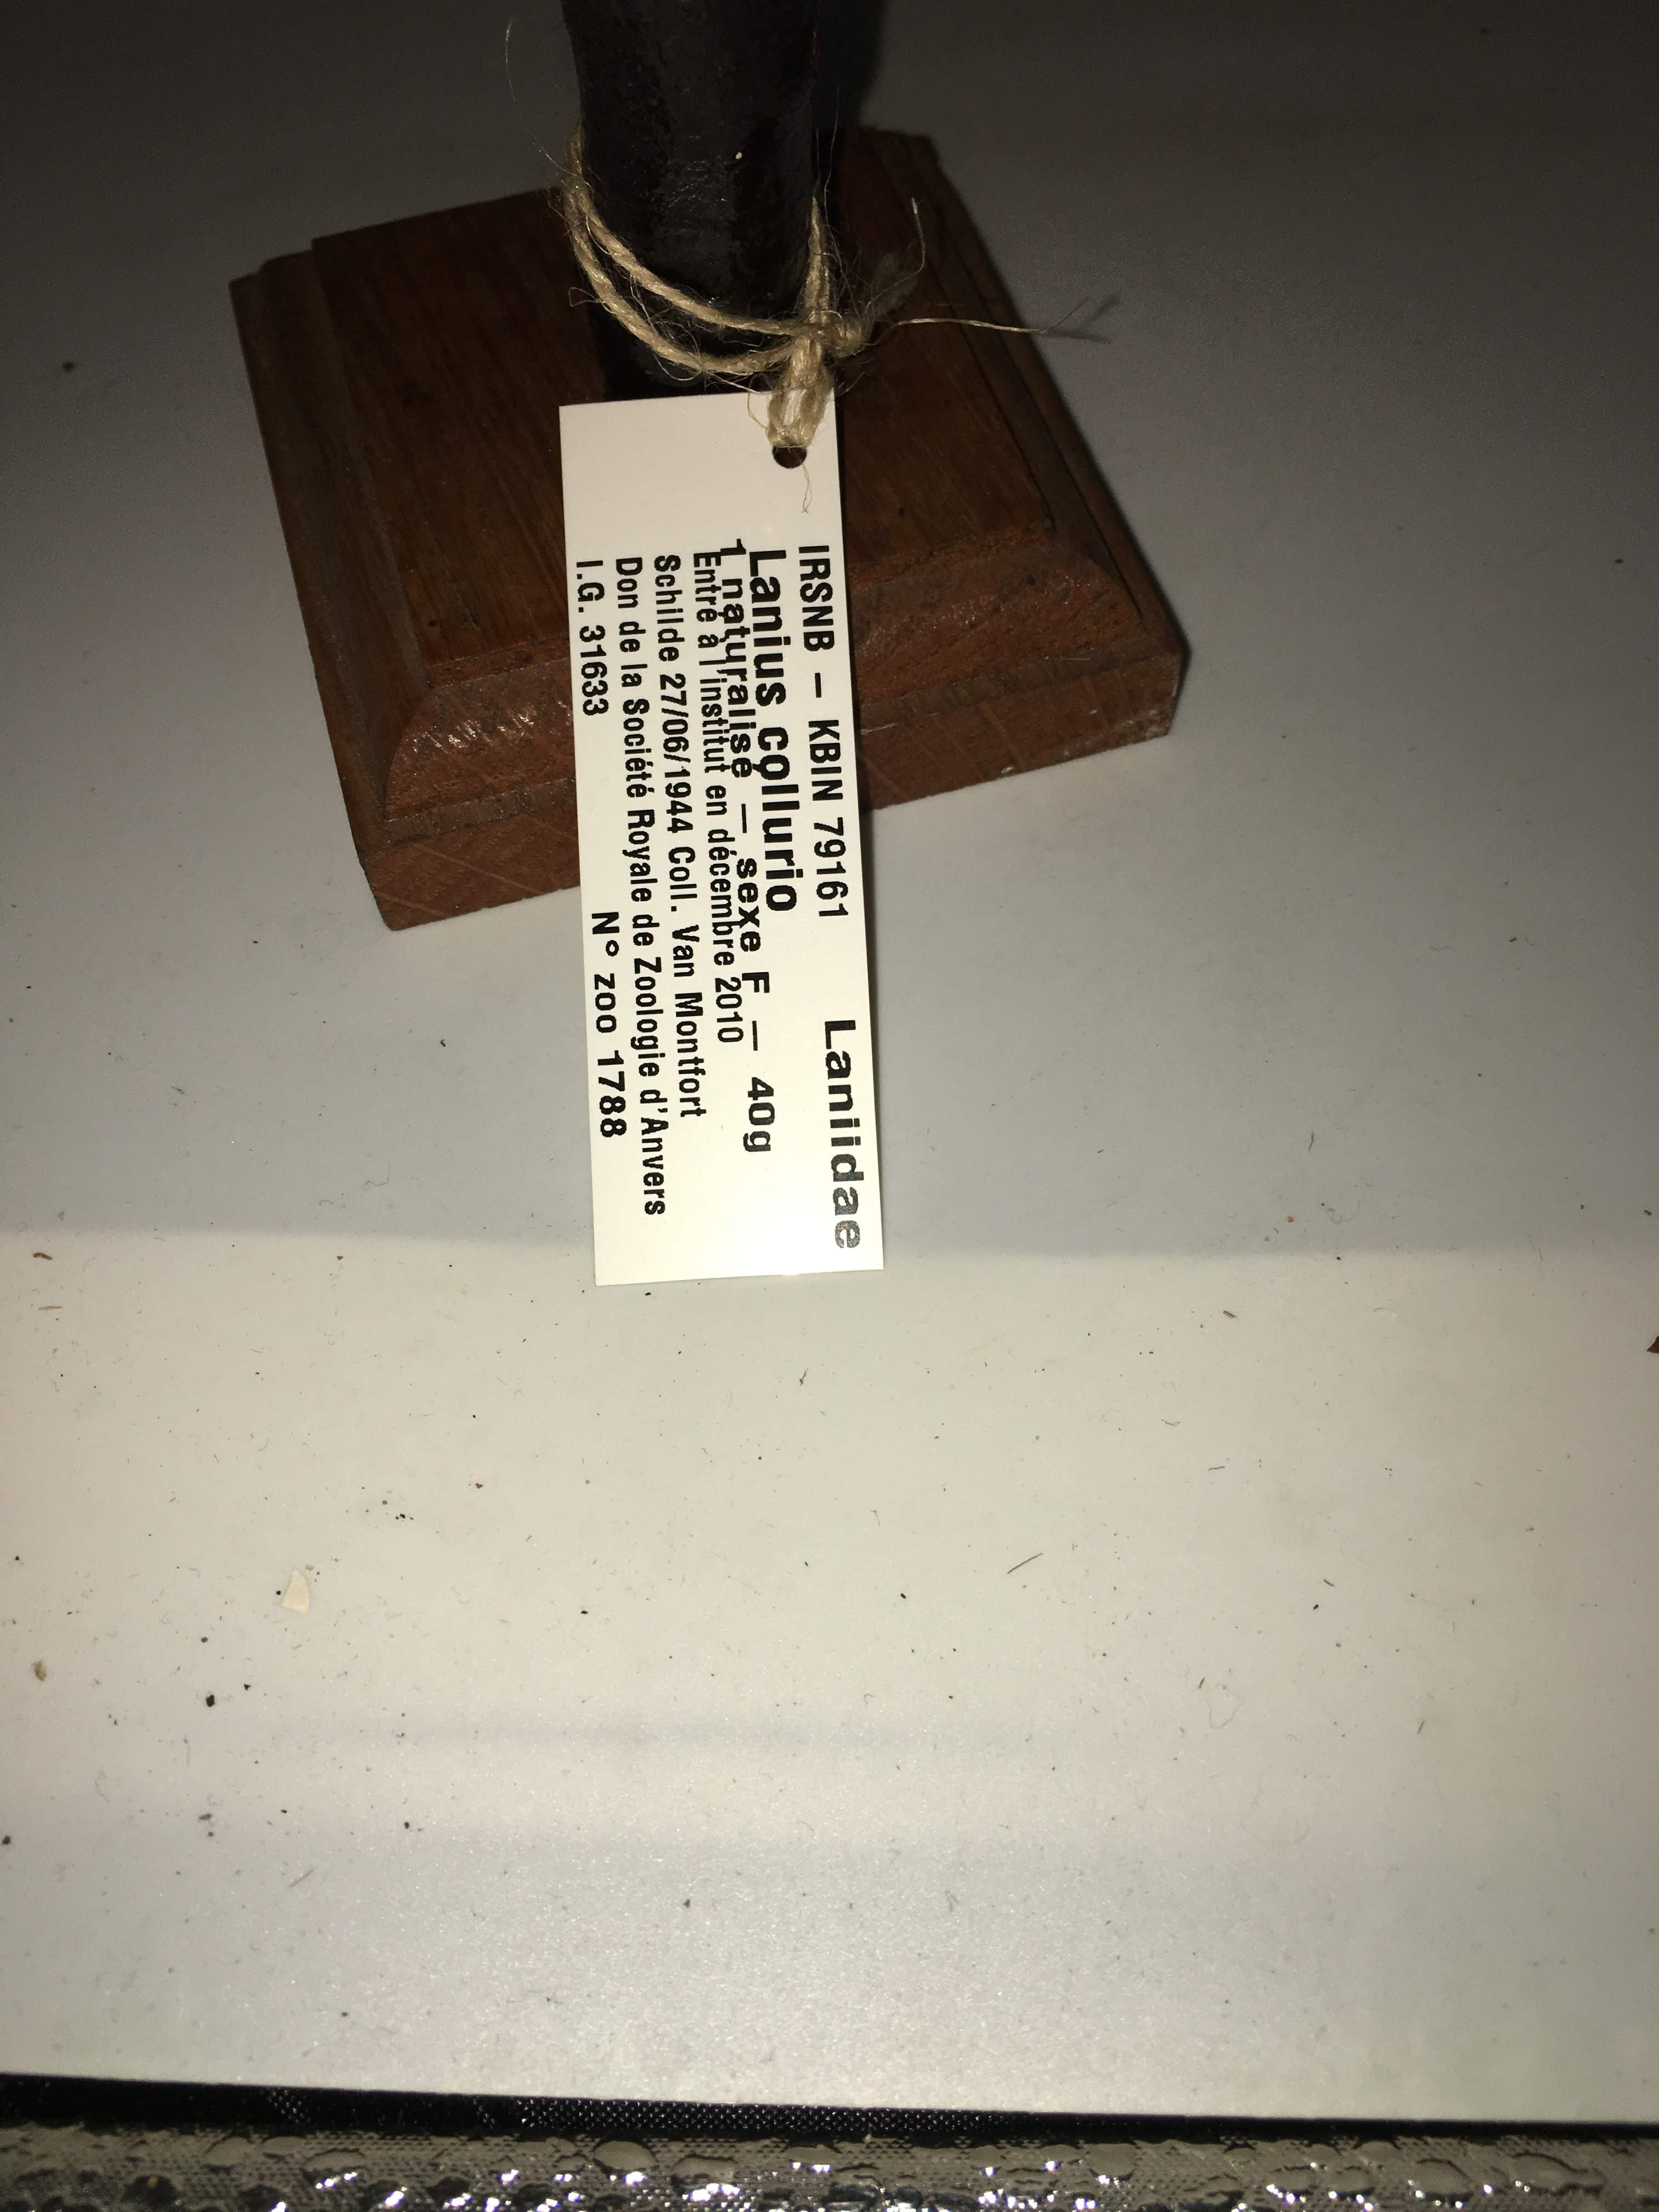 IRSNB – KBIN 79161 Laniidae
Lanius collurio
1 naturalisé – sexe F – 40g
Entré à l'institut en décembre 2010
Schilde 27/06/1944 Coll. Van Montfort
Don de la Société Royale de Zoologie d'Anvers
I.G. 31633 N° zoo 1788